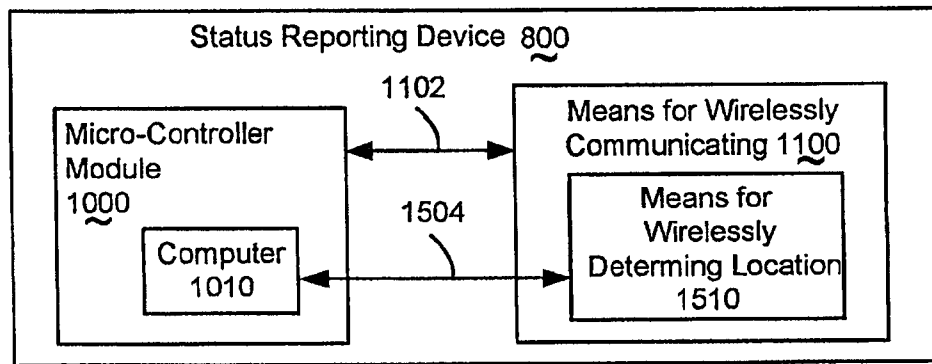 Status Reporting Device 800
1102
Micro-Controller
Module
1000
Means for Wirelessly
Communicating 1100
1504
Computer
1010
Means for
Wirelessly
Determing Location
1510